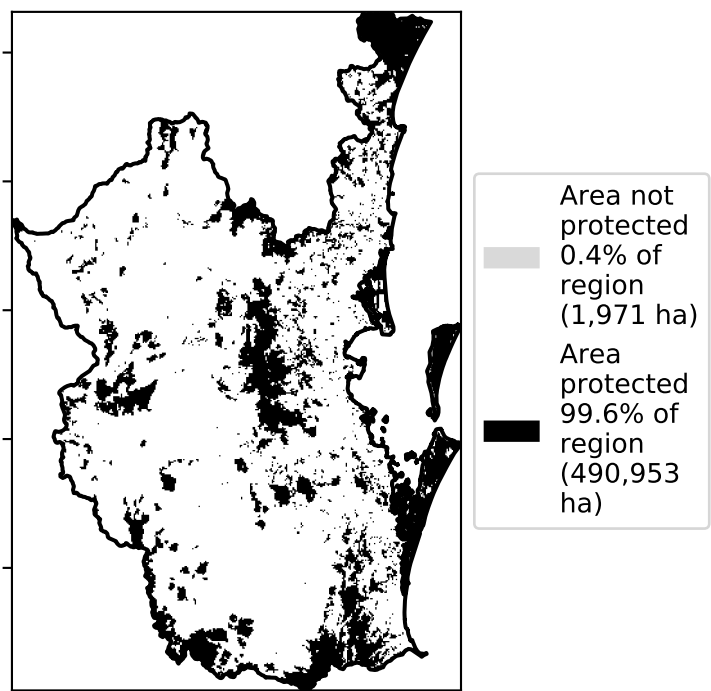 Area not
protected
0.4% of
region
(1,971 ha)
Area
protected
99.6% of
region
(490,953
ha)